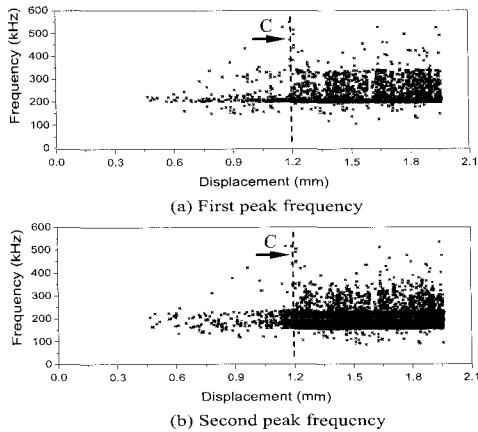 600
500
400
300
200
100
0
Frequency (kHz)
C
0.0 0.3 0.6 0.9 1.2 1.5 1.8 2.1
Displacement (mm)
(a) First peak frequency
600
500
400
300
200
100
0
Frequency (kHz)
C
0.0 0.3 0.6 0.9 1.2 1.5 1.8 2.1
Displacement (mm)
(b) Second peak frequency